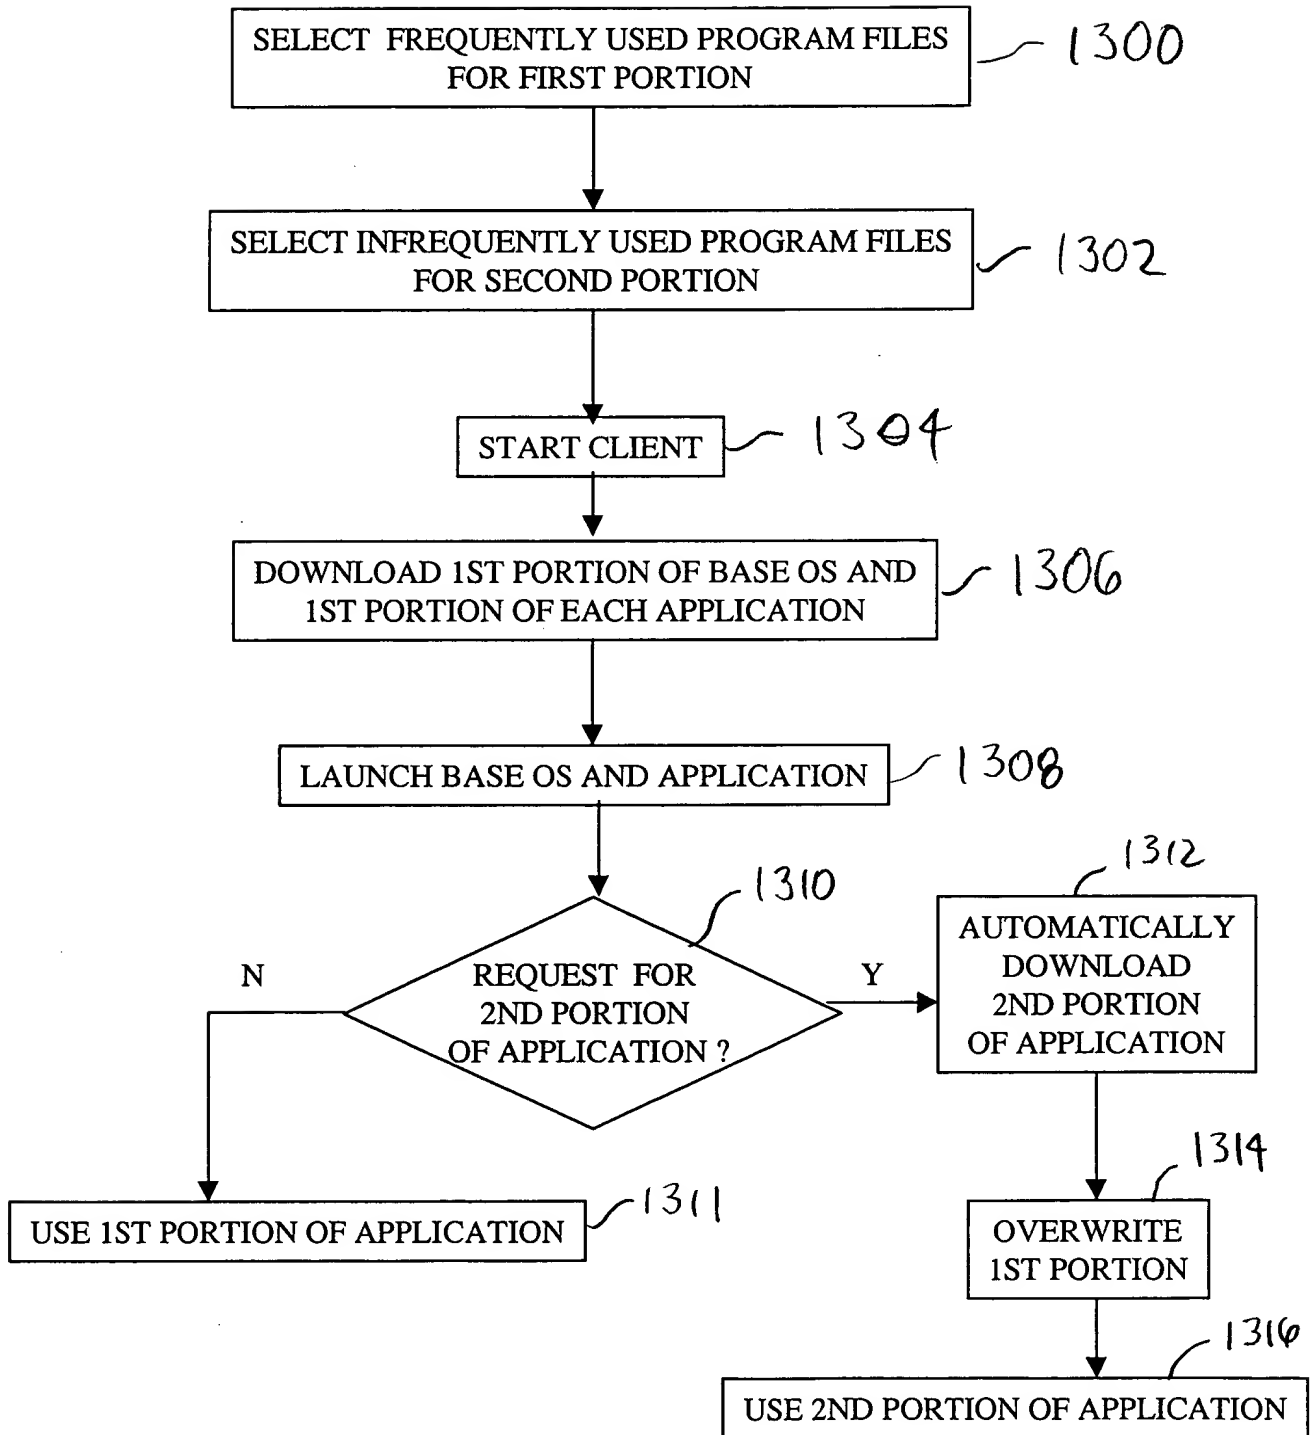 SELECT FREQUENTLY USED PROGRAM FILES
FOR FIRST PORTION
1300
SELECT INFREQUENTLY USED PROGRAM FILES
FOR SECOND PORTION
1302
START CLIENT
1304
DOWNLOAD 1ST PORTION OF BASE OS AND
1ST PORTION OF EACH APPLICATION
1306
LAUNCH BASE OS AND APPLICATION
1308
REQUEST FOR
2ND PORTION
OF APPLICATION ?
1310
N
Y
AUTOMATICALLY
DOWNLOAD
2ND PORTION
OF APPLICATION
1312
USE 1ST PORTION OF APPLICATION
1311
OVERWRITE
1ST PORTION
1314
USE 2ND PORTION OF APPLICATION
1316